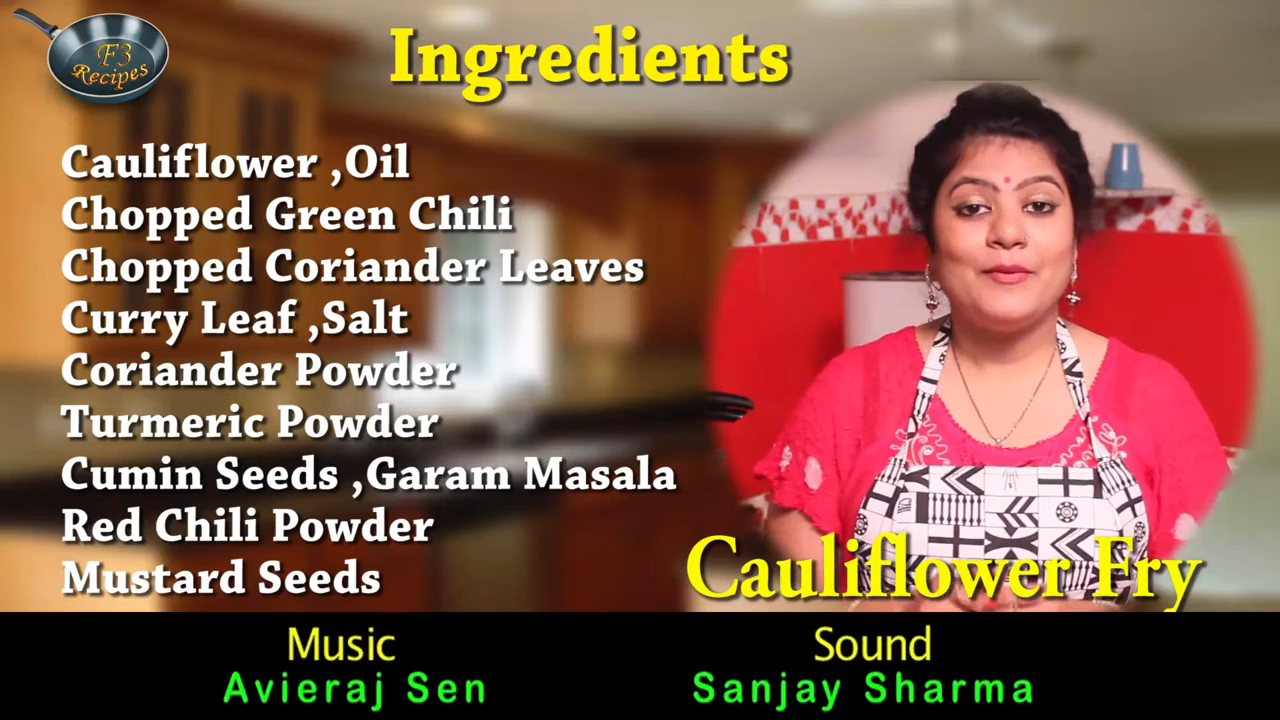 F3
Recipes
Ingredients
Cauliflower ,Oil
Chopped Green Chili
Chopped Coriander Leaves
Curry Leaf ,Salt
Coriander Powder
Turmeric Powder
Cumin Seeds ,Garam Masala
Red Chili Powder
Mustard Seeds
Cauliflower Fry
Music
Sound
Avieraj Sen
Sanjay Sharma